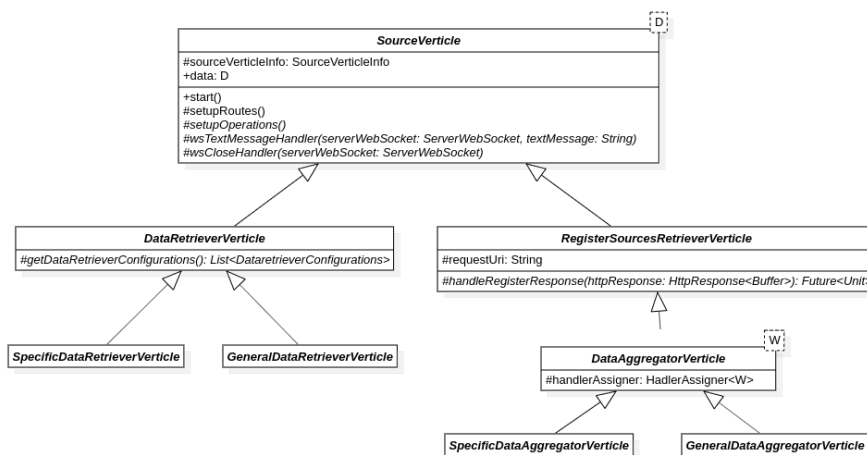 D
SourceVerticle
#sourceVerticleInfo: SourceVerticleInfo
+data: D
+start()
#setupRoutes()
#setupOperations()
#wsTextMessageHandler(serverWebSocket: ServerWebSocket, textMessage: String)
#wsCloseHandler(serverWebSocket: ServerWebSocket)
DataRetrieverVerticle
#getDataRetrieverConfigurations(): List<DataretrieverConfigurations>
RegisterSourcesRetrieverVerticle
#requestUri: String
#handleRegisterResponse(httpResponse: HttpResponse<Buffer>): Future<Unit>
SpecificDataRetrieverVerticle
GeneralDataRetrieverVerticle
W
DataAggregatorVerticle
#handlerAssigner: HadlerAssigner<W>
SpecificDataAggregatorVerticle
GeneralDataAggregatorVerticle